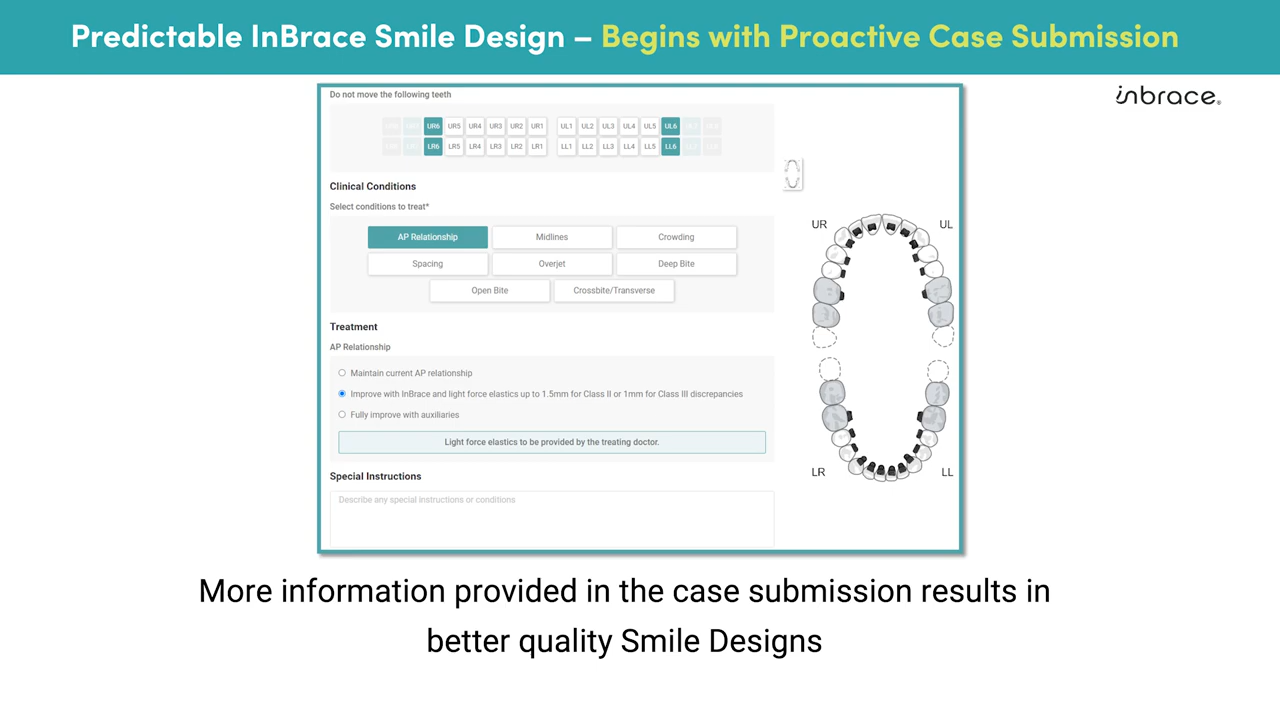 Predictable InBrace Smile Design – Begins with Proactive Case Submission
inbrace®
Do not move the following teeth
UR6 UR5 UR4 UR3 UR2 UR1 UL1 UL2 UL3 UL4 UL5 UL6
LR6 LR5 LR4 LR3 LR2 LR1 LL1 LL2 LL3 LL4 LL5 LL6
Clinical Conditions
Select conditions to treat*
AP Relationship Midlines Crowding
Spacing Overjet Deep Bite
Open Bite Crossbite/Transverse
Treatment
AP Relationship
Maintain current AP relationship
Improve with InBrace and light force elastics up to 1.5mm for Class II or 1mm for Class III discrepancies
Fully improve with auxiliaries
Light force elastics to be provided by the treating doctor.
Special Instructions
Describe any special instructions or conditions
UR UL
LR LL
More information provided in the case submission results in
better quality Smile Designs